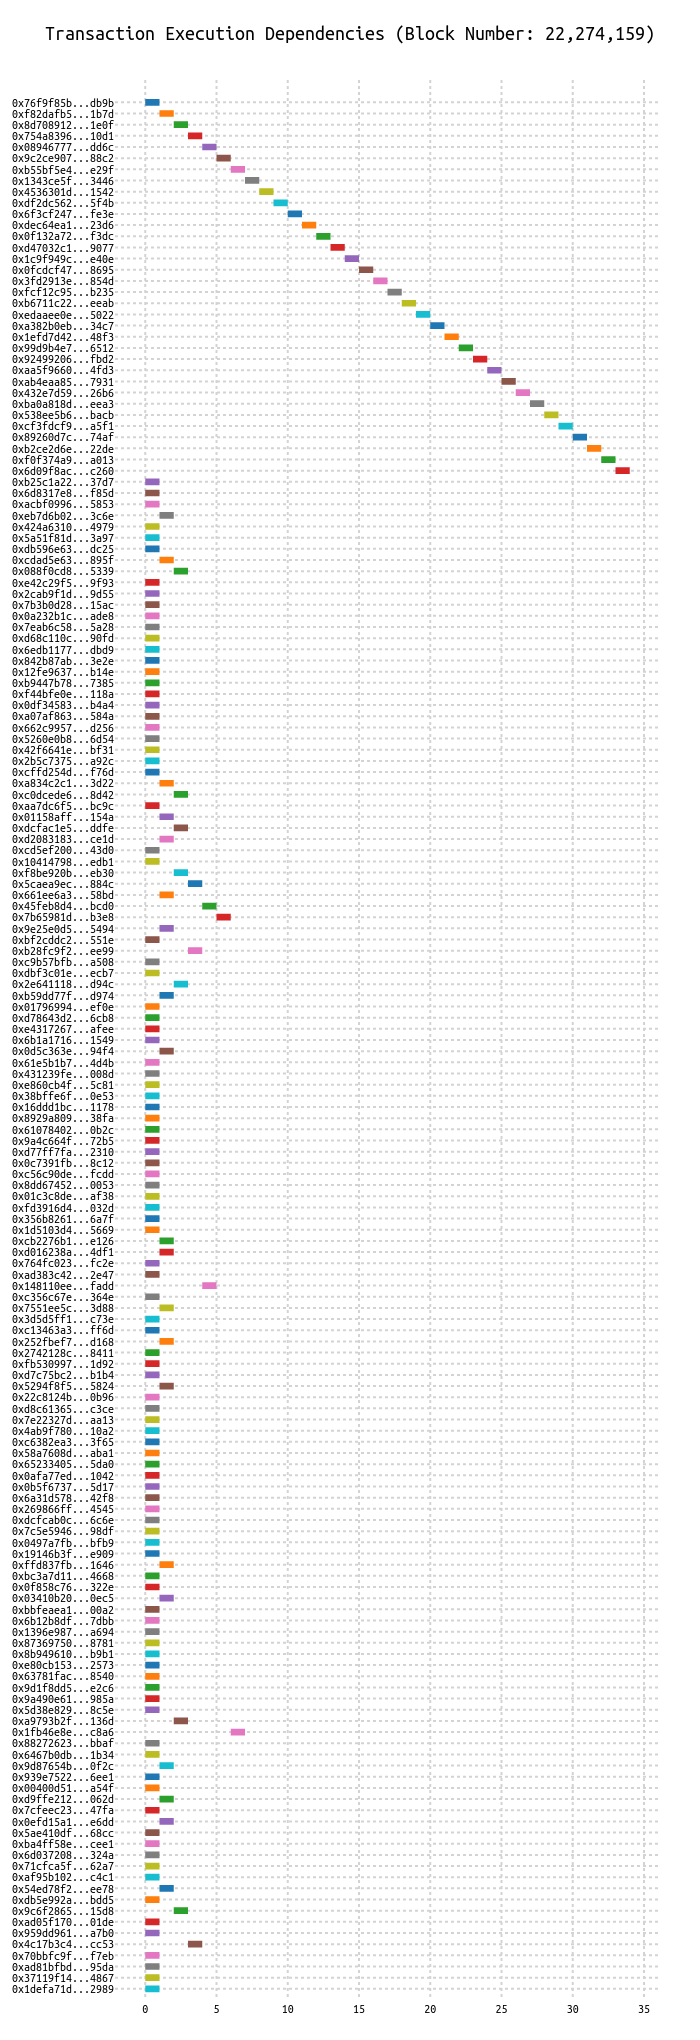 Transaction Execution Dependencies (Block Number: 22,274,159)
0x76f9f85b...db9b
0xf82dafb5...1b7d
0x8d708912...1e0f
0x754a8396...10d1
0x08946777...dd6c
0x9c2ce907...88c2
0xb55bf5e4...e29f
0x1343ce5f...3446
0x4536301d...1542
0xdf2dc562...5f4b
0x6f3cf247...fe3e
0xdec64ea1...23d6
0x0f132a72...f3dc
0xd47032c1...9077
0x1c9f949c...e40e
0x0fcdcf47...8695
0x3fd2913e...854d
0xfcf12c95...b235
0xb6711c22...eeab
0xedaaee0e...5022
0xa382b0eb...34c7
0x1efd7d42...48f3
0x99d9b4e7...6512
0x92499206...fbd2
0xaa5f9660...4fd3
0xab4eaa85...7931
0x432e7d59...26b6
0xba0a818d...eea3
0x538ee5b6...bacb
0xcf3fdcf9...a5f1
0x89260d7c...74af
0xb2ce2d6e...22de
0xf0f374a9...a013
0x6d09f8ac...c260
0xb25c1a22...37d7
0x6d8317e8...f85d
0xacbf0996...5853
0xeb7d6b02...3c6e
0x424a6310...4979
0x5a51f81d...3a97
0xdb596e63...dc25
0xcdad5e63...895f
0x088f0cd8...5339
0xe42c29f5...9f93
0x2cab9f1d...9d55
0x7b3b0d28...15ac
0x0a232b1c...ade8
0x7eab6c58...5a28
0xd68c110c...90fd
0x6edb1177...dbd9
0x842b87ab...3e2e
0x12fe9637...b14e
0xb9447b78...7385
0xf44bfe0e...118a
0x0df34583...b4a4
0xa07af863...584a
0x662c9957...d256
0x5260e0b8...6d54
0x42f6641e...bf31
0x2b5c7375...a92c
0xcffd254d...f76d
0xa834c2c1...3d22
0xc0dcede6...8d42
0xaa7dc6f5...bc9c
0x01158aff...154a
0xdcfac1e5...ddfe
0xd2083183...ce1d
0xcd5ef200...43d0
0x10414798...edb1
0xf8be920b...eb30
0x5caea9ec...884c
0x661ee6a3...58bd
0x45feb8d4...bcd0
0x7b65981d...b3e8
0x9e25e0d5...5494
0xbf2cddc2...551e
0xb28fc9f2...ee99
0xc9b57bfb...a508
0xdbf3c01e...ecb7
0x2e641118...d94c
0xb59dd77f...d974
0x01796994...ef0e
0xd78643d2...6cb8
0xe4317267...afee
0x6b1a1716...1549
0x0d5c363e...94f4
0x61e5b1b7...4d4b
0x431239fe...008d
0xe860cb4f...5c81
0x38bffe6f...0e53
0x16ddd1bc...1178
0x8929a809...38fa
0x61078402...0b2c
0x9a4c664f...72b5
0xd77ff7fa...2310
0x0c7391fb...8c12
0xc56c90de...fcdd
0x8dd67452...0053
0x01c3c8de...af38
0xfd3916d4...032d
0x356b8261...6a7f
0x1d5103d4...5669
0xcb2276b1...e126
0xd016238a...4df1
0x764fc023...fc2e
0xad383c42...2e47
0x148110ee...fadd
0xc356c67e...364e
0x7551ee5c...3d88
0x3d5d5ff1...c73e
0xc13463a3...ff6d
0x252fbef7...d168
0x2742128c...8411
0xfb530997...1d92
0xd7c75bc2...b1b4
0x5294f8f5...5824
0x22c8124b...0b96
0xd8c61365...c3ce
0x7e22327d...aa13
0x4ab9f780...10a2
0xc6382ea3...3f65
0x58a7608d...aba1
0x65233405...5da0
0x0afa77ed...1042
0x0b5f6737...5d17
0x6a31d578...42f8
0x269866ff...4545
0xdcfcab0c...6c6e
0x7c5e5946...98df
0x0497a7fb...bfb9
0x19146b3f...e909
0xffd837fb...1646
0xbc3a7d11...4668
0x0f858c76...322e
0x03410b20...0ec5
0xbbfeaea1...00a2
0x6b12b8df...7dbb
0x1396e987...a694
0x87369750...8781
0x8b949610...b9b1
0xe80cb153...2573
0x63781fac...8540
0x9d1f8dd5...e2c6
0x9a490e61...985a
0x5d38e829...8c5e
0xa9793b2f...136d
0x1fb46e8e...c8a6
0x88272623...bbaf
0x6467b0db...1b34
0x9d87654b...0f2c
0x939e7522...6ee1
0x00400d51...a54f
0xd9ffe212...062d
0x7cfeec23...47fa
0x0efd15a1...e6dd
0x5ae410df...68cc
0xba4ff58e...cee1
0x6d037208...324a
0x71cfca5f...62a7
0xaf95b102...c4c1
0x54ed78f2...ee78
0xdb5e992a...bdd5
0x9c6f2865...15d8
0xad05f170...01de
0x959dd961...a7b0
0x4c17b3c4...cc53
0x70bbfc9f...f7eb
0xad81bfbd...95da
0x37119f14...4867
0x1defa71d...2989
0 5 10 15 20 25 30 35